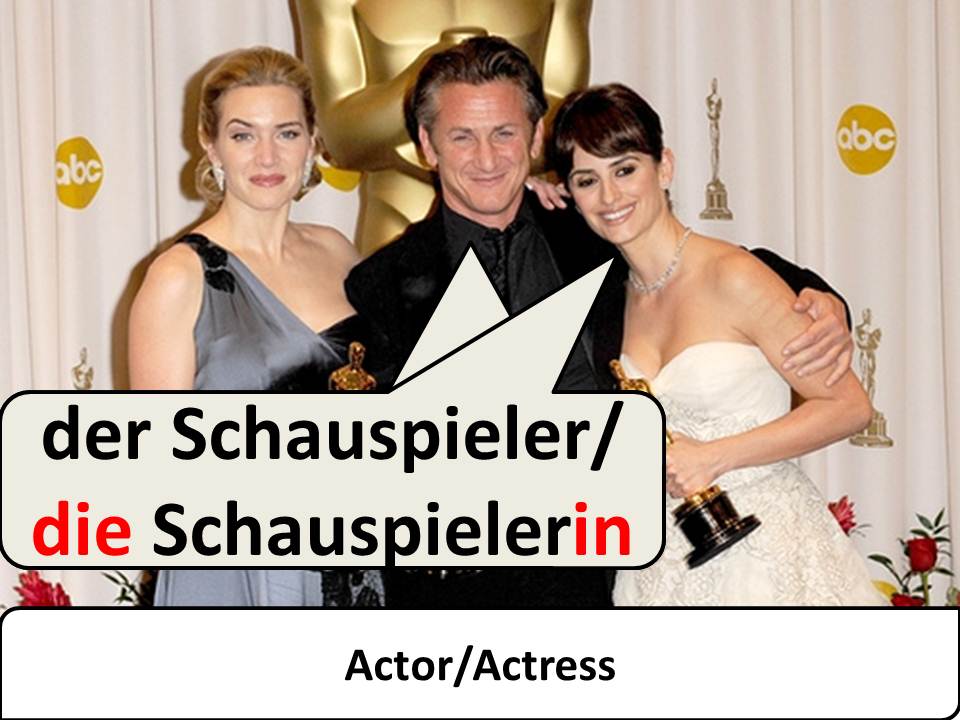 abc
abc
der Schauspieler/
die Schauspielerin
Actor/Actress